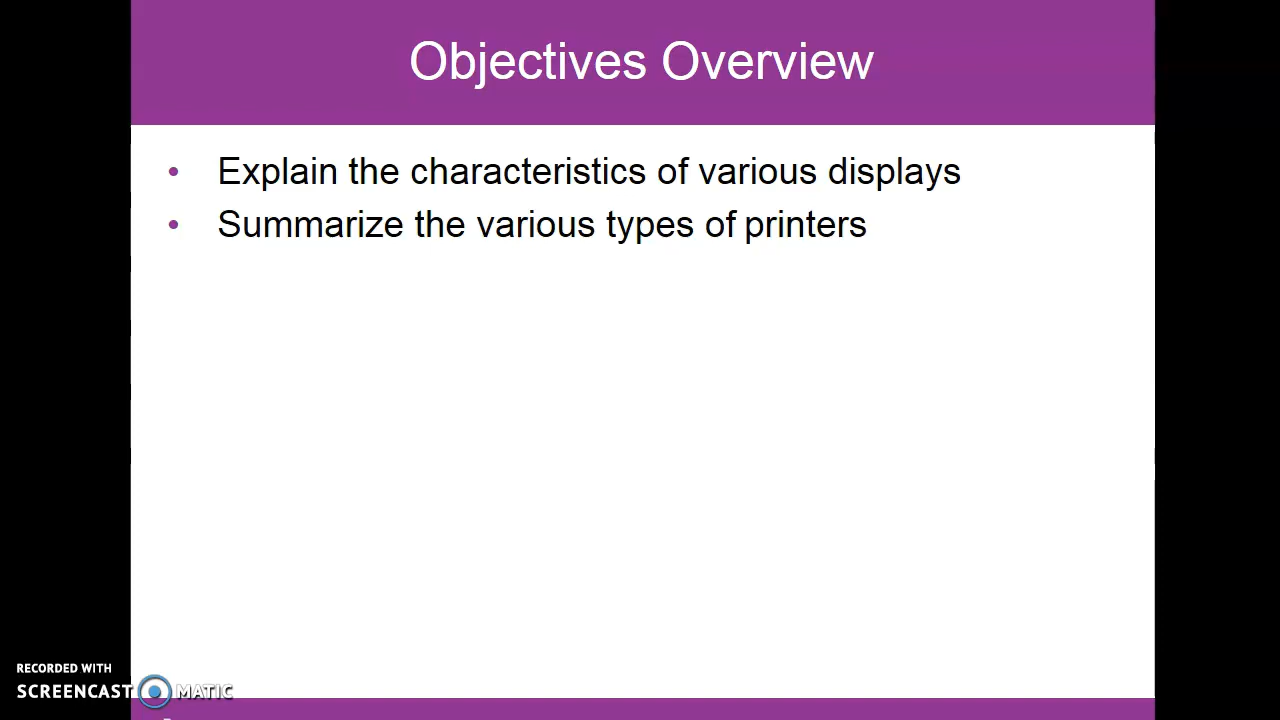 Objectives Overview
• Explain the characteristics of various displays
• Summarize the various types of printers
RECORDED WITH
SCREENCAST MATIC